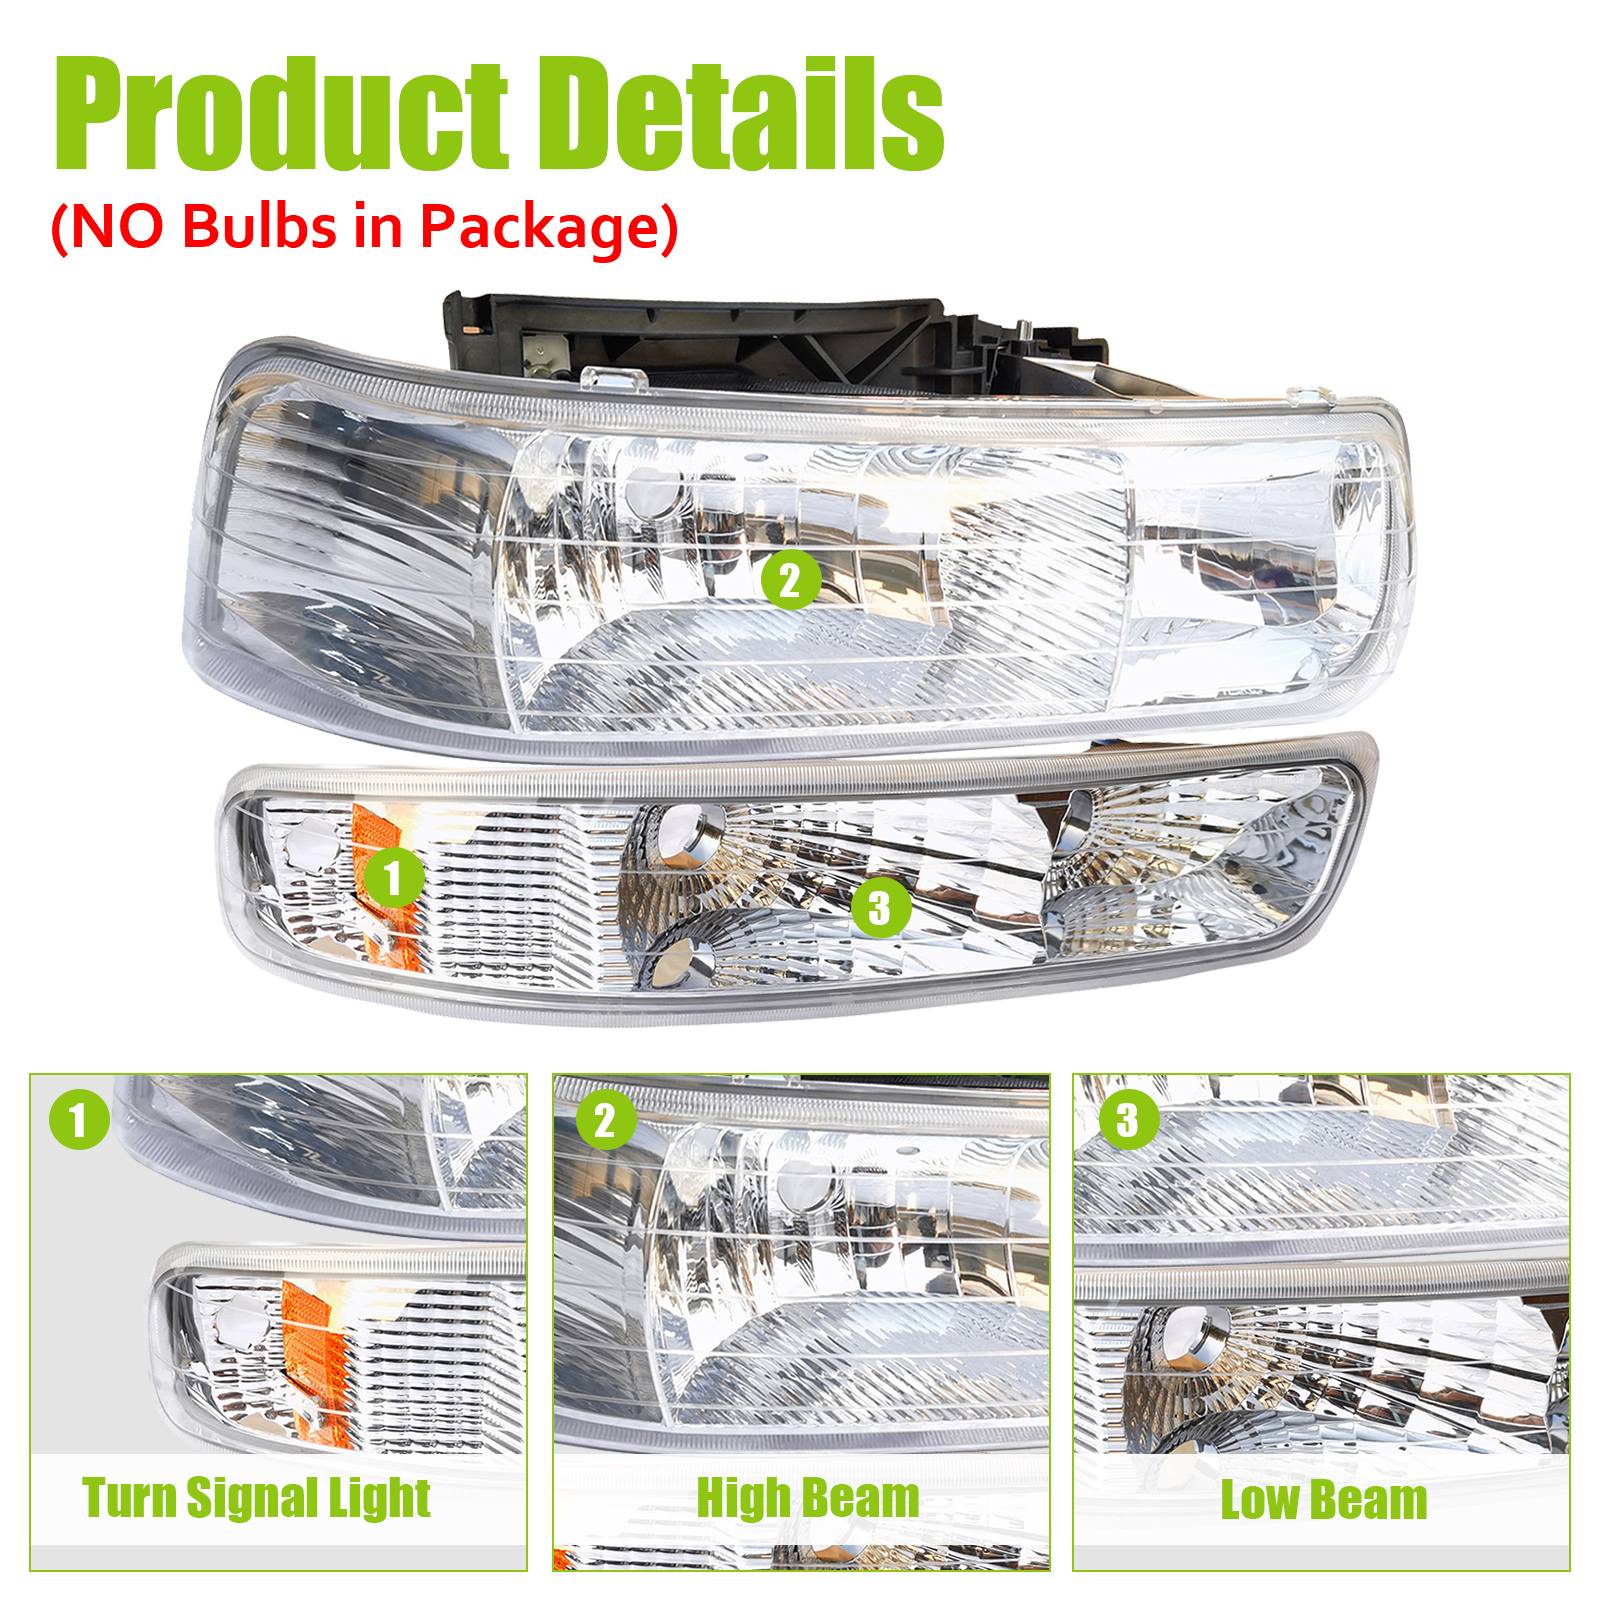 Product Details
(NO Bulbs in Package)
2
1
3
1
2
3
Turn Signal Light
High Beam
Low Beam